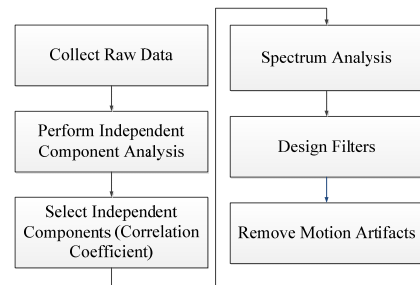 Collect Raw Data
Perform Independent
Component Analysis
Select Independent
Components (Correlation
Coefficient)
Spectrum Analysis
Design Filters
Remove Motion Artifacts